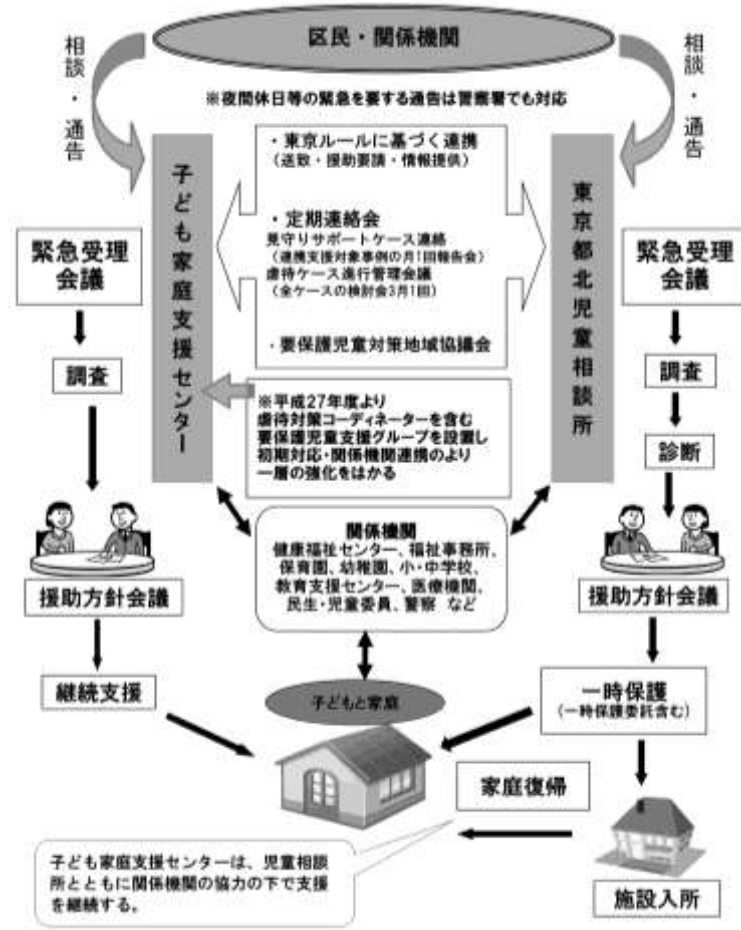 区民・関係機関
相談・通告
相談・通告
※夜間休日等の緊急を要する通告は警察署でも対応
子ども家庭支援センター
・東京ルールに基づく連携
（送致・援助要請・情報提供）
・定期連絡会
見守りサポートケース連絡
（連携支援対象事例の月1回報告会）
虐待ケース進行管理会議
（全ケースの検討会3月1回）
・要保護児童対策地域協議会
東京都北児童相談所
緊急受理
会議
調査
緊急受理
会議
調査
診断
※平成27年度より
虐待対策コーディネーターを含む
要保護児童支援グループを設置し
初期対応・関係機関連携のより
一層の強化をはかる
関係機関
健康福祉センター、福祉事務所、
保育園、幼稚園、小・中学校、
教育支援センター、医療機関、
民生・児童委員、警察 など
援助方針会議
援助方針会議
継続支援
子どもと家庭
一時保護
（一時保護委託含む）
家庭復帰
施設入所
子ども家庭支援センターは、児童相談
所とともに関係機関の協力の下で支援
を継続する。